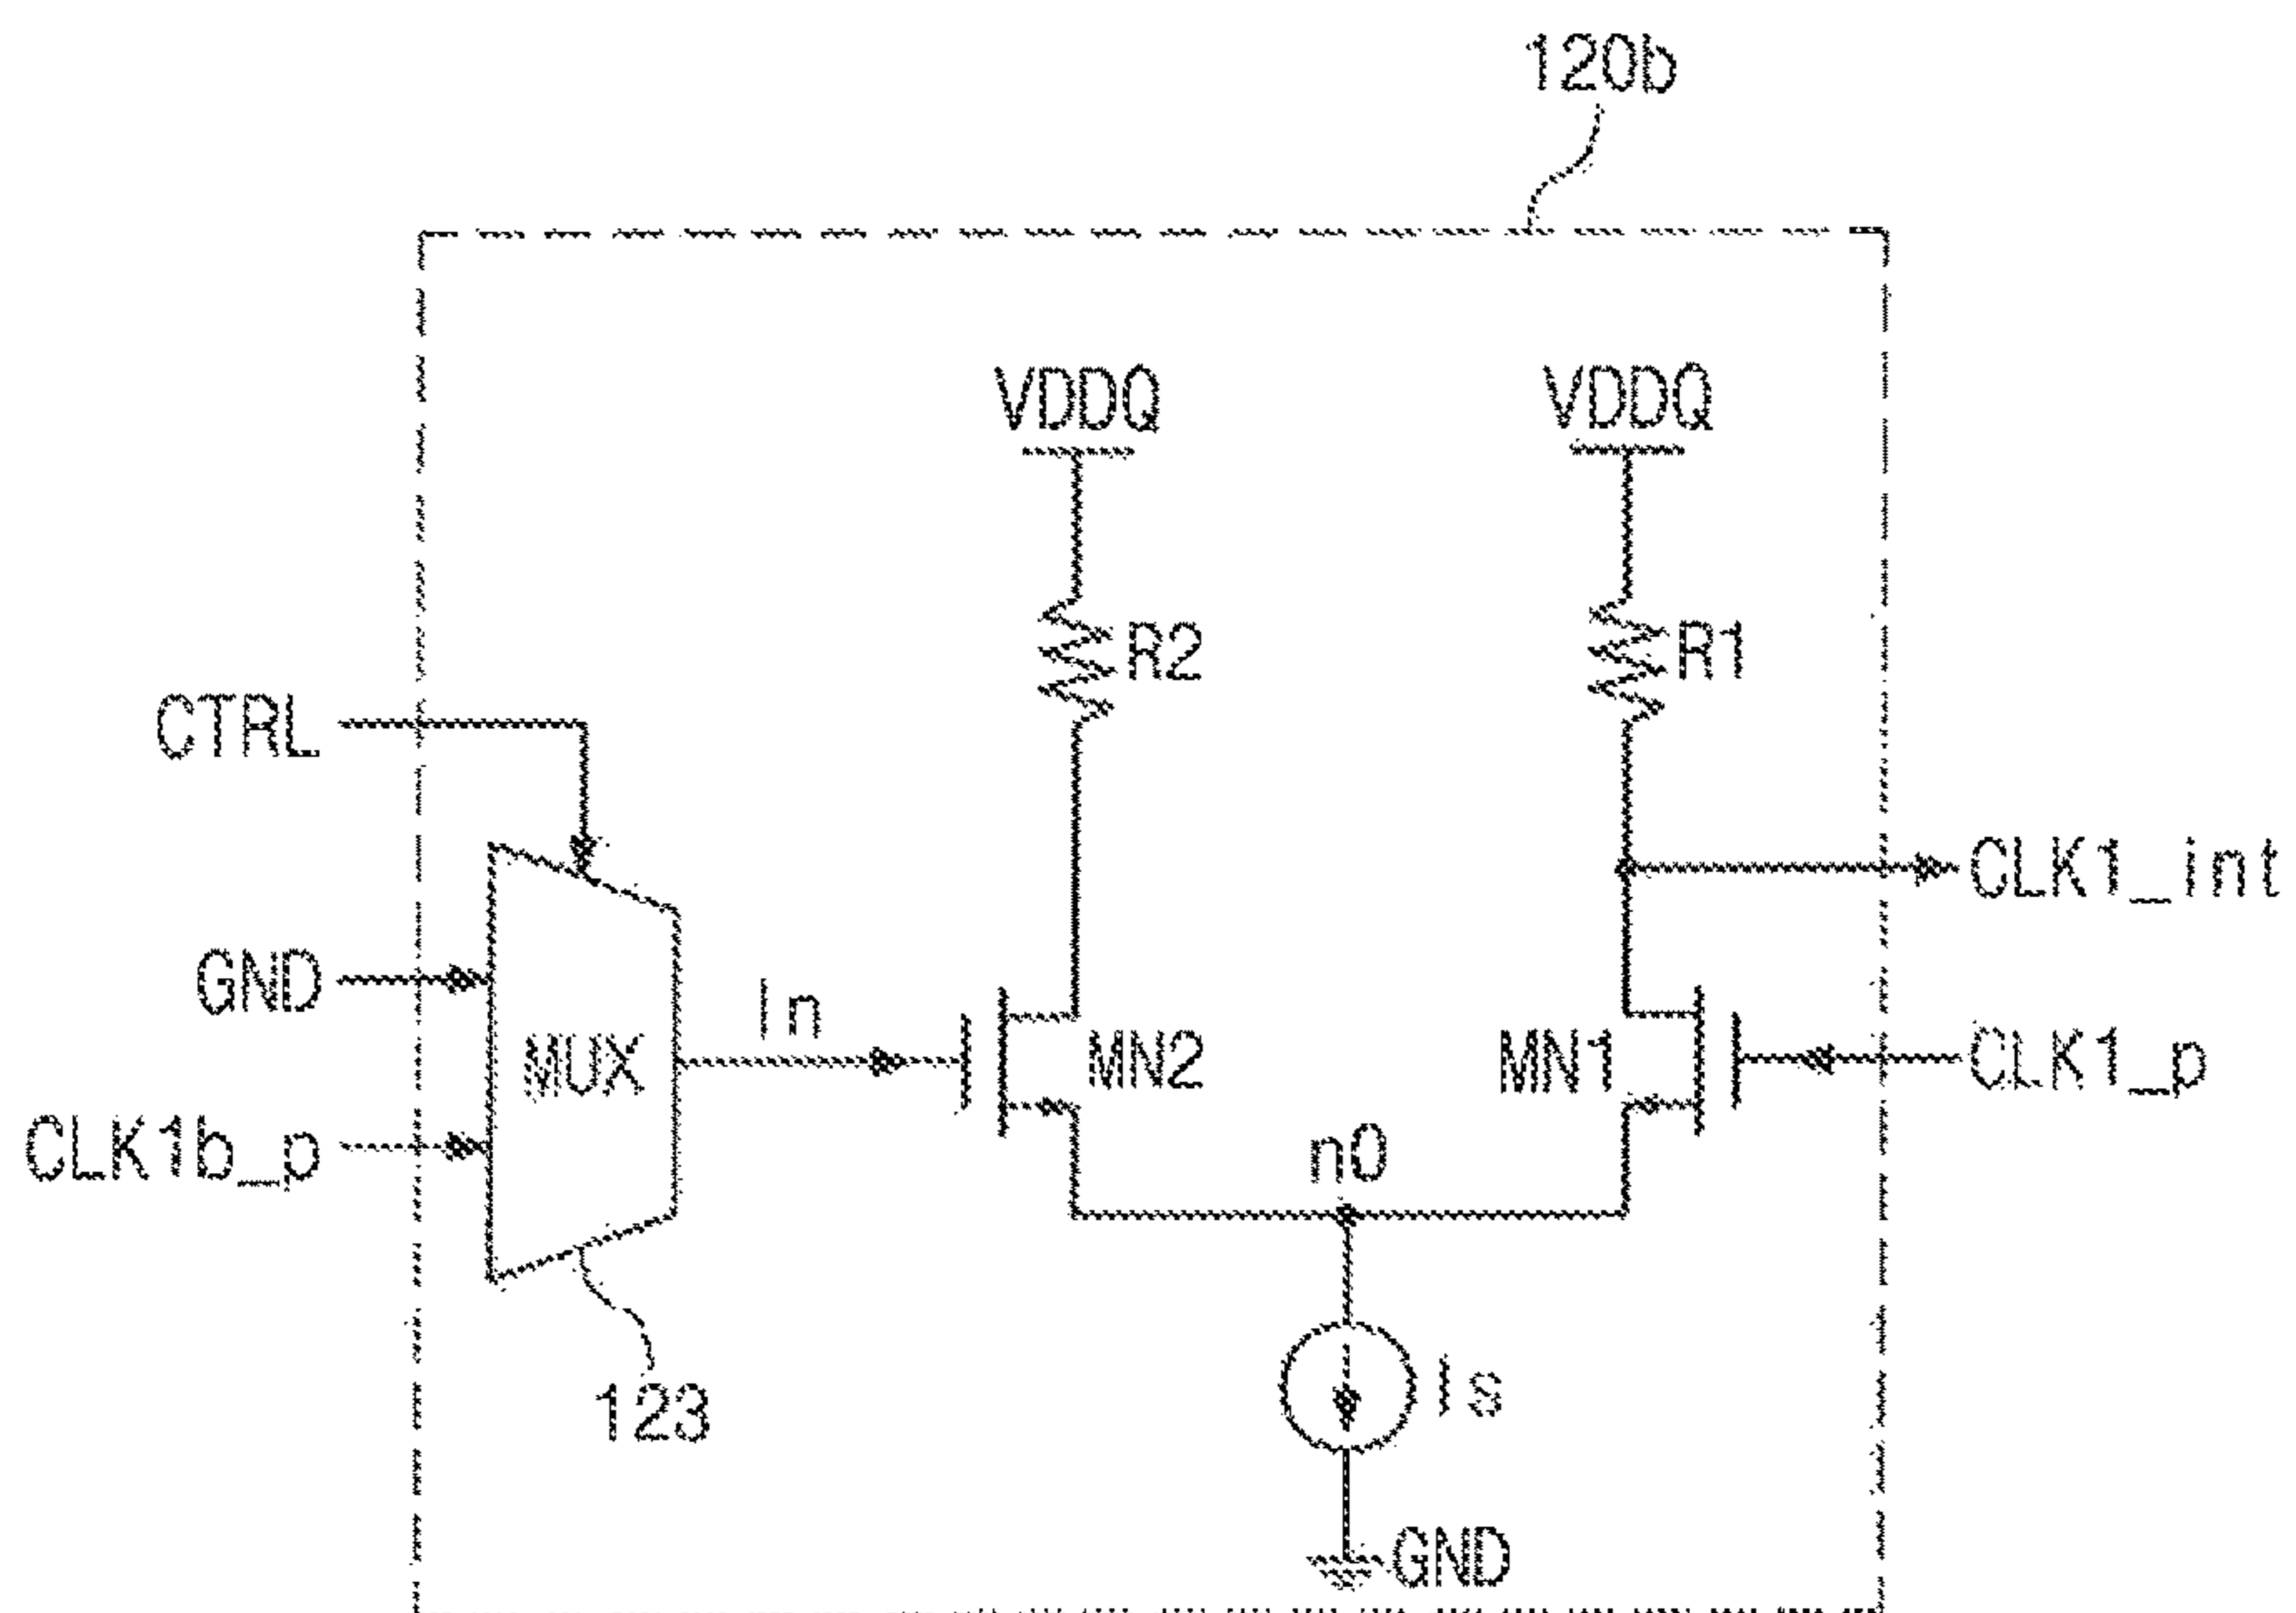 120b
VDDQ VDDQ
R2 R1
CTRL
CLK1_int
GND
In
MUX MN2 MN1 CLK1_p
CLK1b_p
n0
123
Is
GND